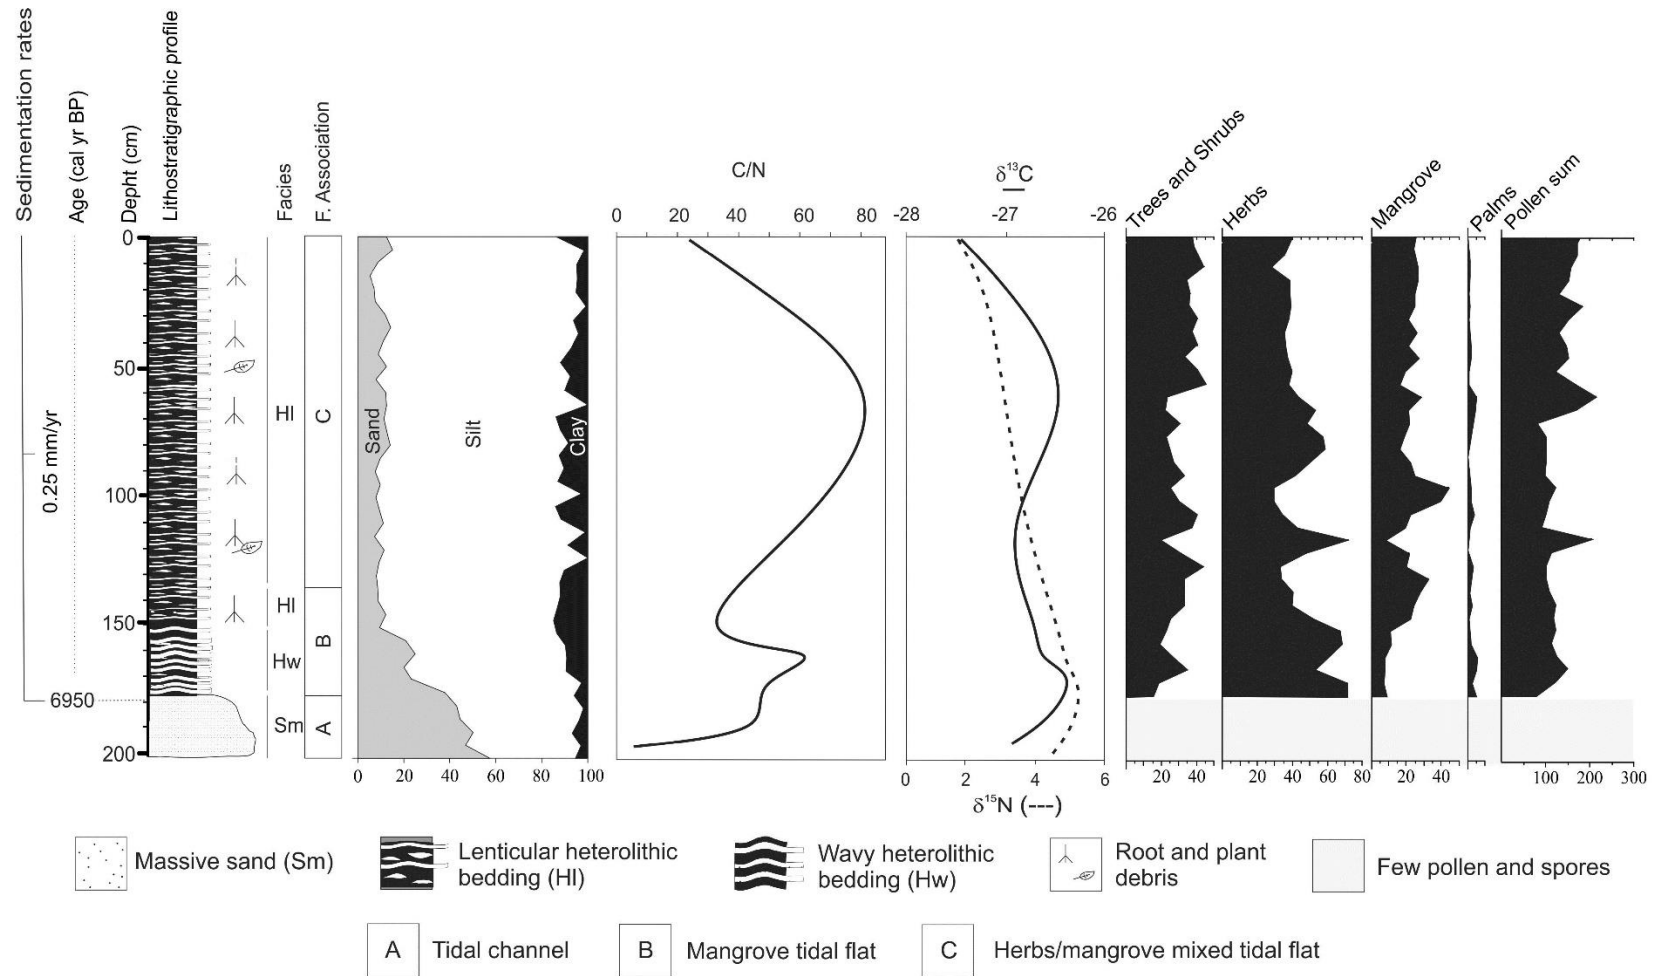 Sedimentation rates
Age (cal yr BP)
Depht (cm)
Lithostratigraphic profile
Facies
F. Association
C/N
0 20 40 60 80
δ¹³C
-28 -27 -26
Trees and Shrubs
Herbs
Mangrove
Palms
Pollen sum
0
50
100
150
200
0.25 mm/yr
6950
Hl
Hl
Hw
Sm
C
B
A
Sand
Silt
Clay
0 20 40 60 80 100
0 2 4 6
δ¹⁵N (---)
20 40
20 40 60 80
20 40
100 200 300
Massive sand (Sm)
Lenticular heterolithic
bedding (Hl)
Wavy heterolithic
bedding (Hw)
Root and plant
debris
Few pollen and spores
A Tidal channel
B Mangrove tidal flat
C Herbs/mangrove mixed tidal flat